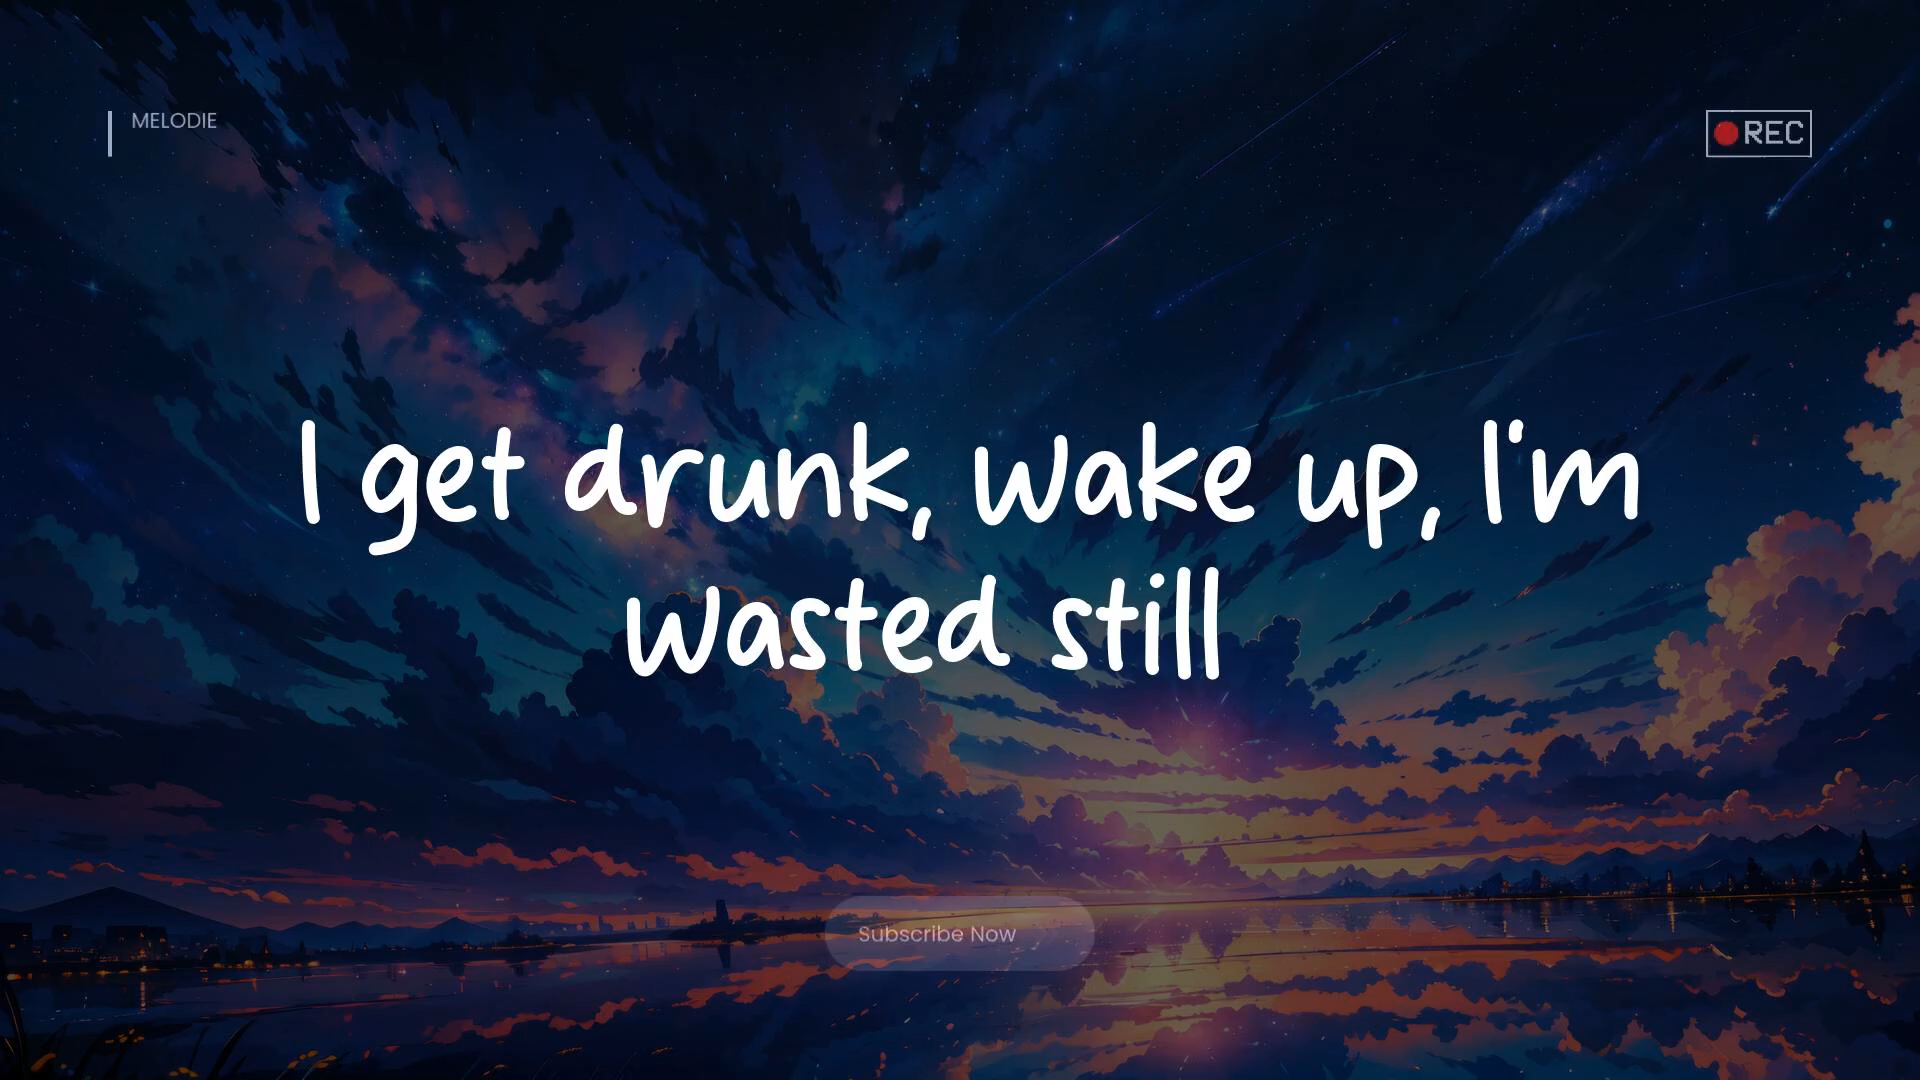 MELODIE
REC
I get drunk, wake up, I'm
wasted still
Subscribe Now